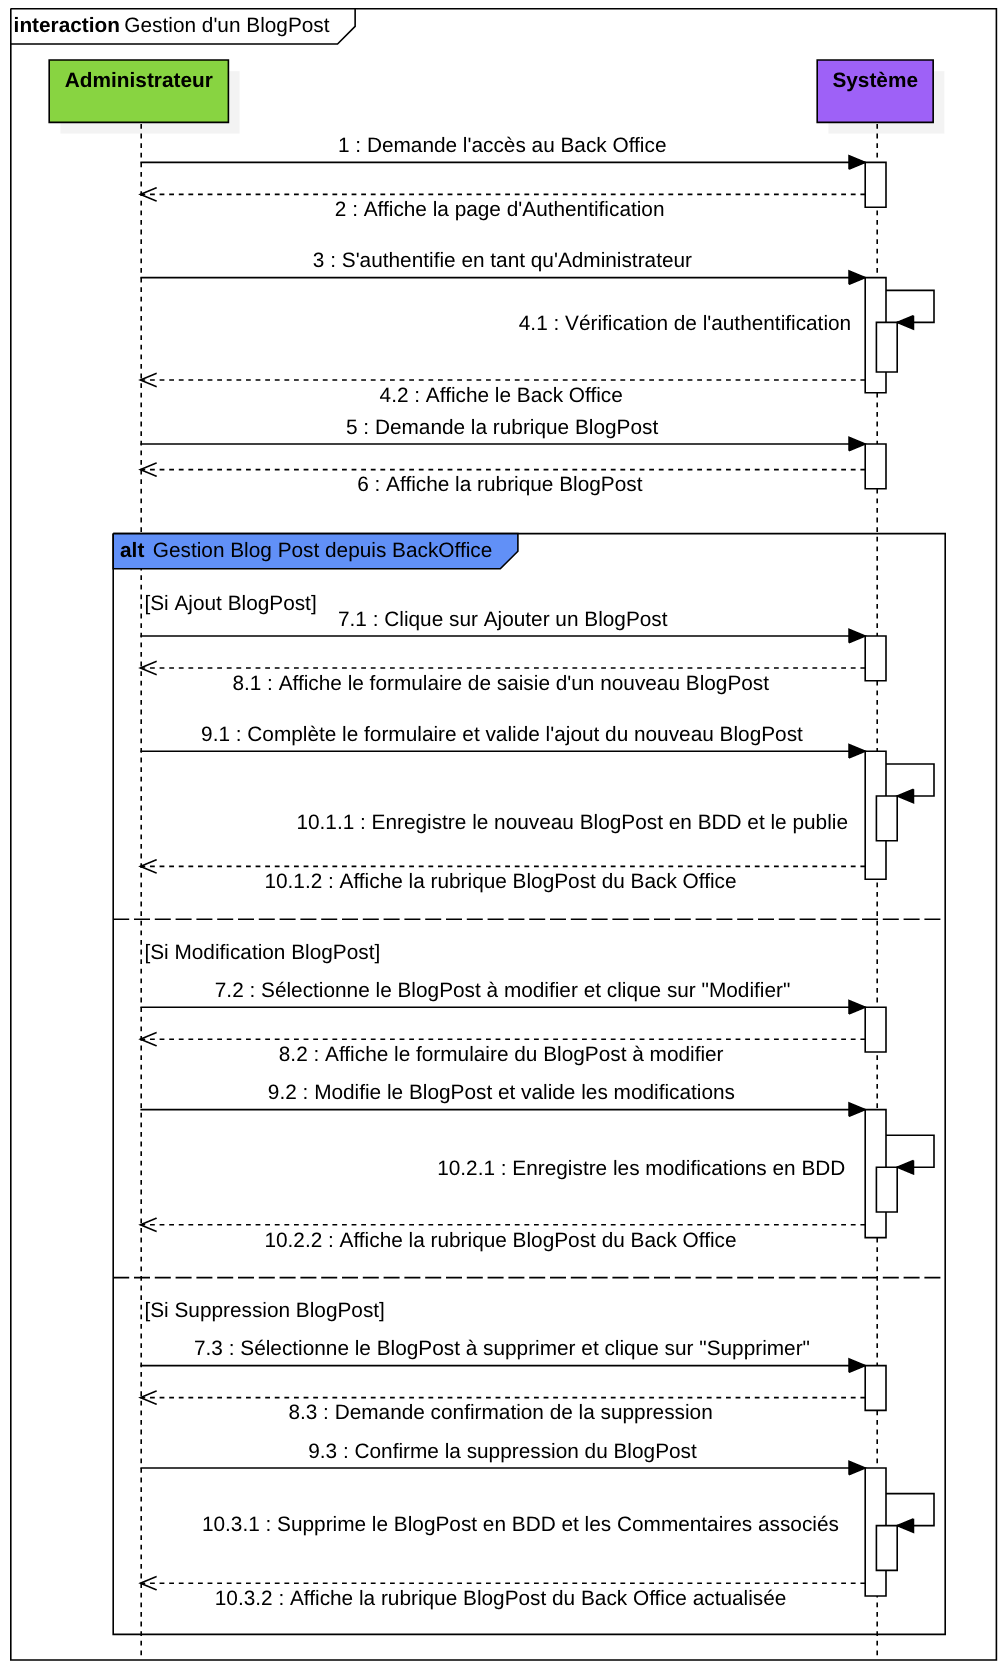 interaction Gestion d'un BlogPost
Administrateur
Système
1 : Demande l'accès au Back Office
2 : Affiche la page d'Authentification
3 : S'authentifie en tant qu'Administrateur
4.1 : Vérification de l'authentification
4.2 : Affiche le Back Office
5 : Demande la rubrique BlogPost
6 : Affiche la rubrique BlogPost
alt Gestion Blog Post depuis BackOffice
[Si Ajout BlogPost]
7.1 : Clique sur Ajouter un BlogPost
8.1 : Affiche le formulaire de saisie d'un nouveau BlogPost
9.1 : Complète le formulaire et valide l'ajout du nouveau BlogPost
10.1.1 : Enregistre le nouveau BlogPost en BDD et le publie
10.1.2 : Affiche la rubrique BlogPost du Back Office
[Si Modification BlogPost]
7.2 : Sélectionne le BlogPost à modifier et clique sur "Modifier"
8.2 : Affiche le formulaire du BlogPost à modifier
9.2 : Modifie le BlogPost et valide les modifications
10.2.1 : Enregistre les modifications en BDD
10.2.2 : Affiche la rubrique BlogPost du Back Office
[Si Suppression BlogPost]
7.3 : Sélectionne le BlogPost à supprimer et clique sur "Supprimer"
8.3 : Demande confirmation de la suppression
9.3 : Confirme la suppression du BlogPost
10.3.1 : Supprime le BlogPost en BDD et les Commentaires associés
10.3.2 : Affiche la rubrique BlogPost du Back Office actualisée